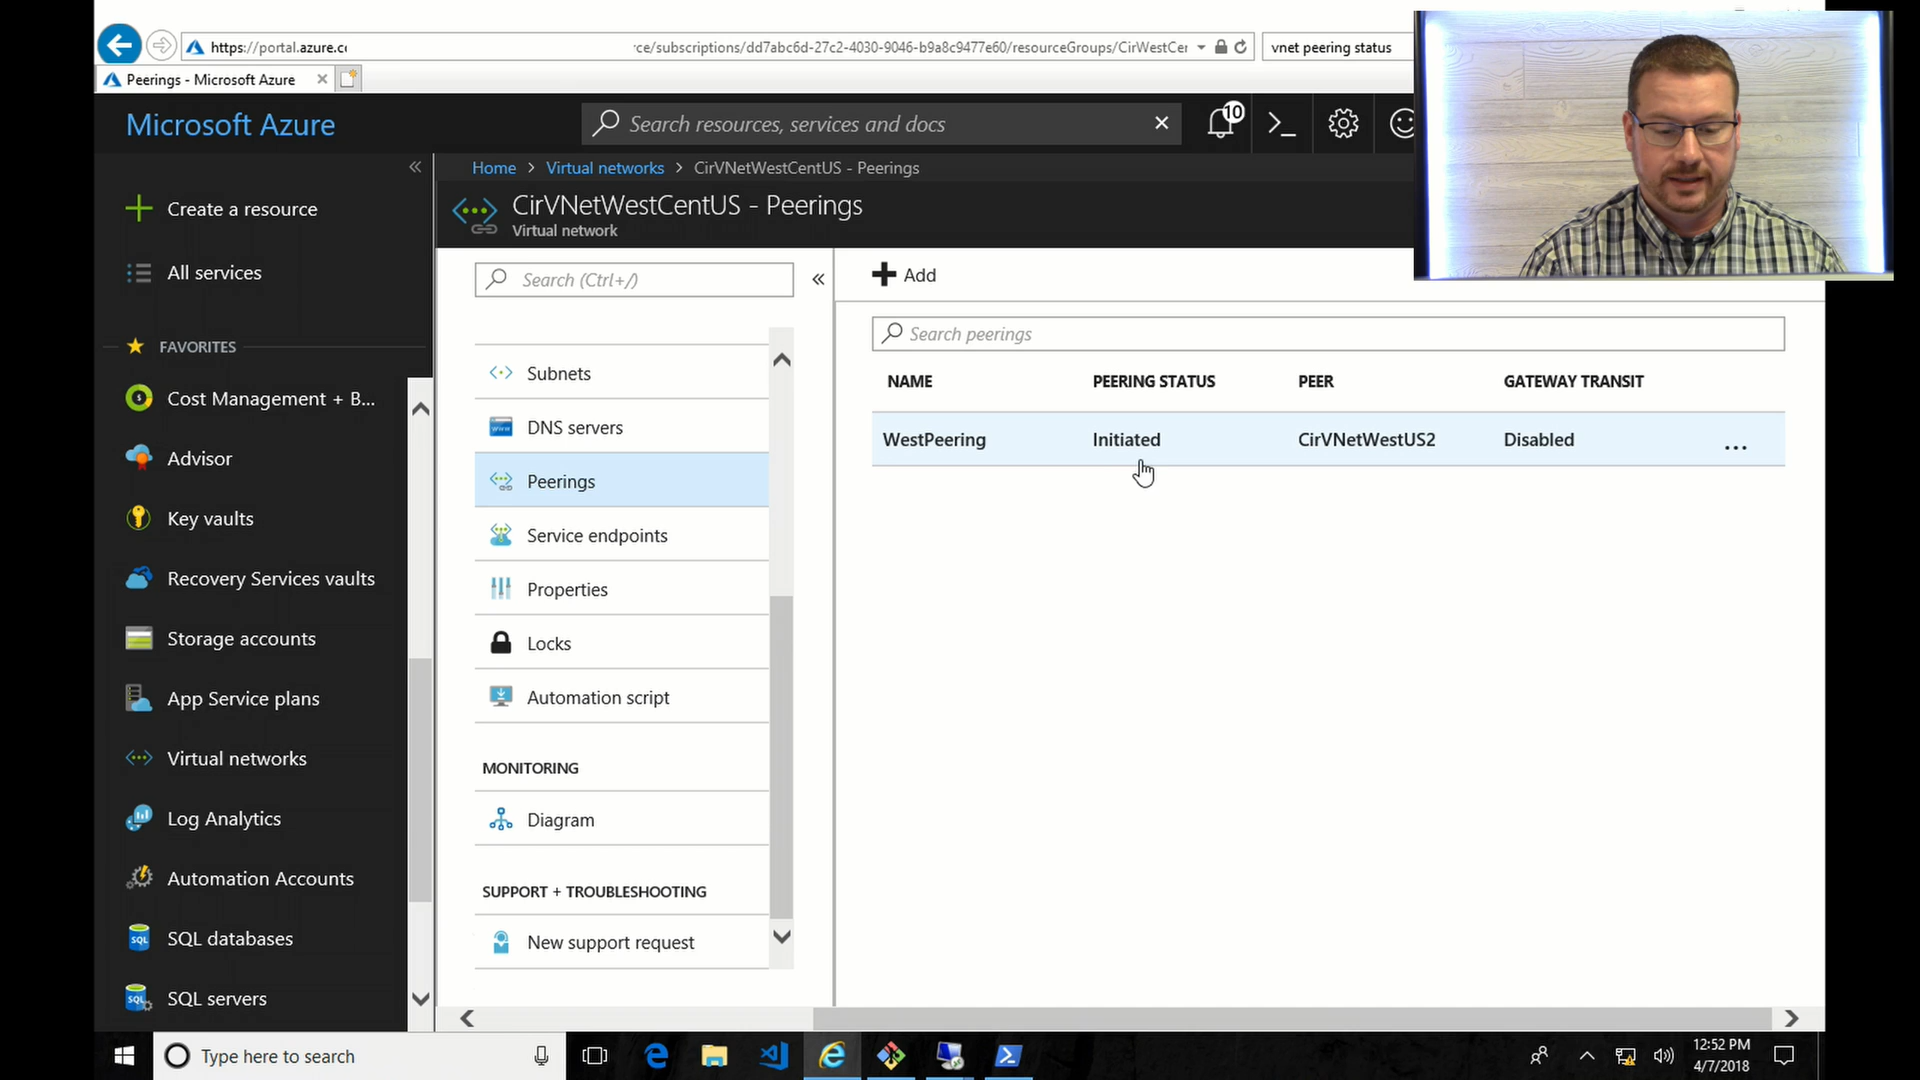 https://portal.azure.cc
ce/subscriptions/dd7abc6d-27c2-4030-9046-b9a8c9477e60/resourceGroups/CirWestCer
vnet peering status
Peerings - Microsoft Azure
Microsoft Azure
Search resources, services and docs
10
Home > Virtual networks > CirVNetWestCentUS - Peerings
CirVNetWestCentUS - Peerings
Virtual network
Create a resource
All services
FAVORITES
Cost Management + B...
Advisor
Key vaults
Recovery Services vaults
Storage accounts
App Service plans
Virtual networks
Log Analytics
Automation Accounts
SQL databases
SQL servers
Search (Ctrl+/)
Subnets
DNS servers
Peerings
Service endpoints
Properties
Locks
Automation script
MONITORING
Diagram
SUPPORT + TROUBLESHOOTING
New support request
Add
Search peerings
NAME PEERING STATUS PEER GATEWAY TRANSIT
WestPeering Initiated CirVNetWestUS2 Disabled ...
Type here to search
12:52 PM
4/7/2018